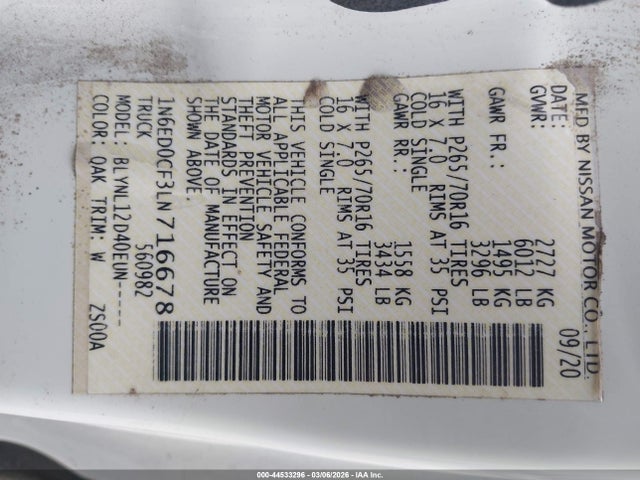 MFD BY NISSAN MOTOR CO., LTD.
DATE: 09/20
GVWR: 2727 KG
6012 LB
GAWR FR.: 1495 KG
3296 LB
WITH P265/70R16 TIRES
16 X 7.0 RIMS AT 35 PSI
COLD SINGLE
GAWR RR.: 1558 KG
3434 LB
WITH P265/70R16 TIRES
16 X 7.0 RIMS AT 35 PSI
COLD SINGLE
THIS VEHICLE CONFORMS TO
ALL APPLICABLE FEDERAL
MOTOR VEHICLE SAFETY AND
THEFT PREVENTION
STANDARDS IN EFFECT ON
THE DATE OF MANUFACTURE
SHOWN ABOVE.
1N6ED0CF3LN716678
TRUCK 560982
MODEL: BLYNL12D40EUN-----
COLOR: QAK TRIM: W ZS00A
000-44533296 - 03/06/2026 - IAA Inc.